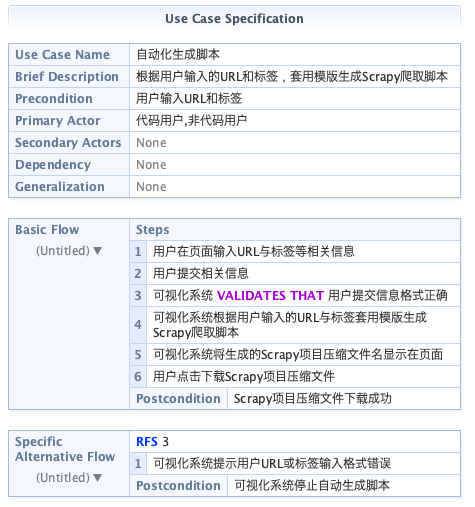 Use Case Specification
Use Case Name 自动化生成脚本
Brief Description 根据用户输入的URL和标签，套用模版生成Scrapy爬取脚本
Precondition 用户输入URL和标签
Primary Actor 代码用户,非代码用户
Secondary Actors None
Dependency None
Generalization None
Basic Flow Steps
(Untitled) ▼
1 用户在页面输入URL与标签等相关信息
2 用户提交相关信息
3 可视化系统 VALIDATES THAT 用户提交信息格式正确
4 可视化系统根据用户输入的URL与标签套用模版生成
Scrapy爬取脚本
5 可视化系统将生成的Scrapy项目压缩文件名显示在页面
6 用户点击下载Scrapy项目压缩文件
Postcondition Scrapy项目压缩文件下载成功
Specific
Alternative Flow
(Untitled) ▼
RFS 3
1 可视化系统提示用户URL或标签输入格式错误
Postcondition 可视化系统停止自动生成脚本